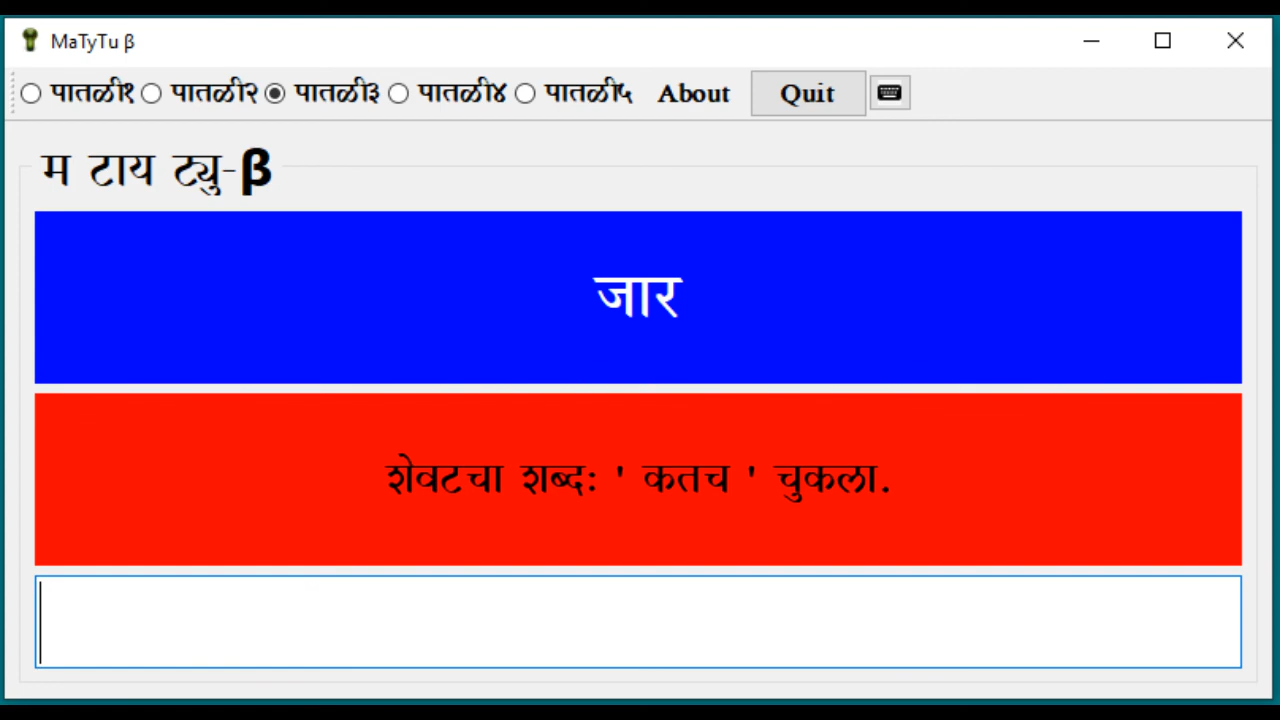 MaTyTu β
पातळी१ पातळी२ पातळी३ पातळी४ पातळी५ About Quit
म टाय ट्यु-β
जार
शेवटचा शब्दः ' कतच ' चुकला.